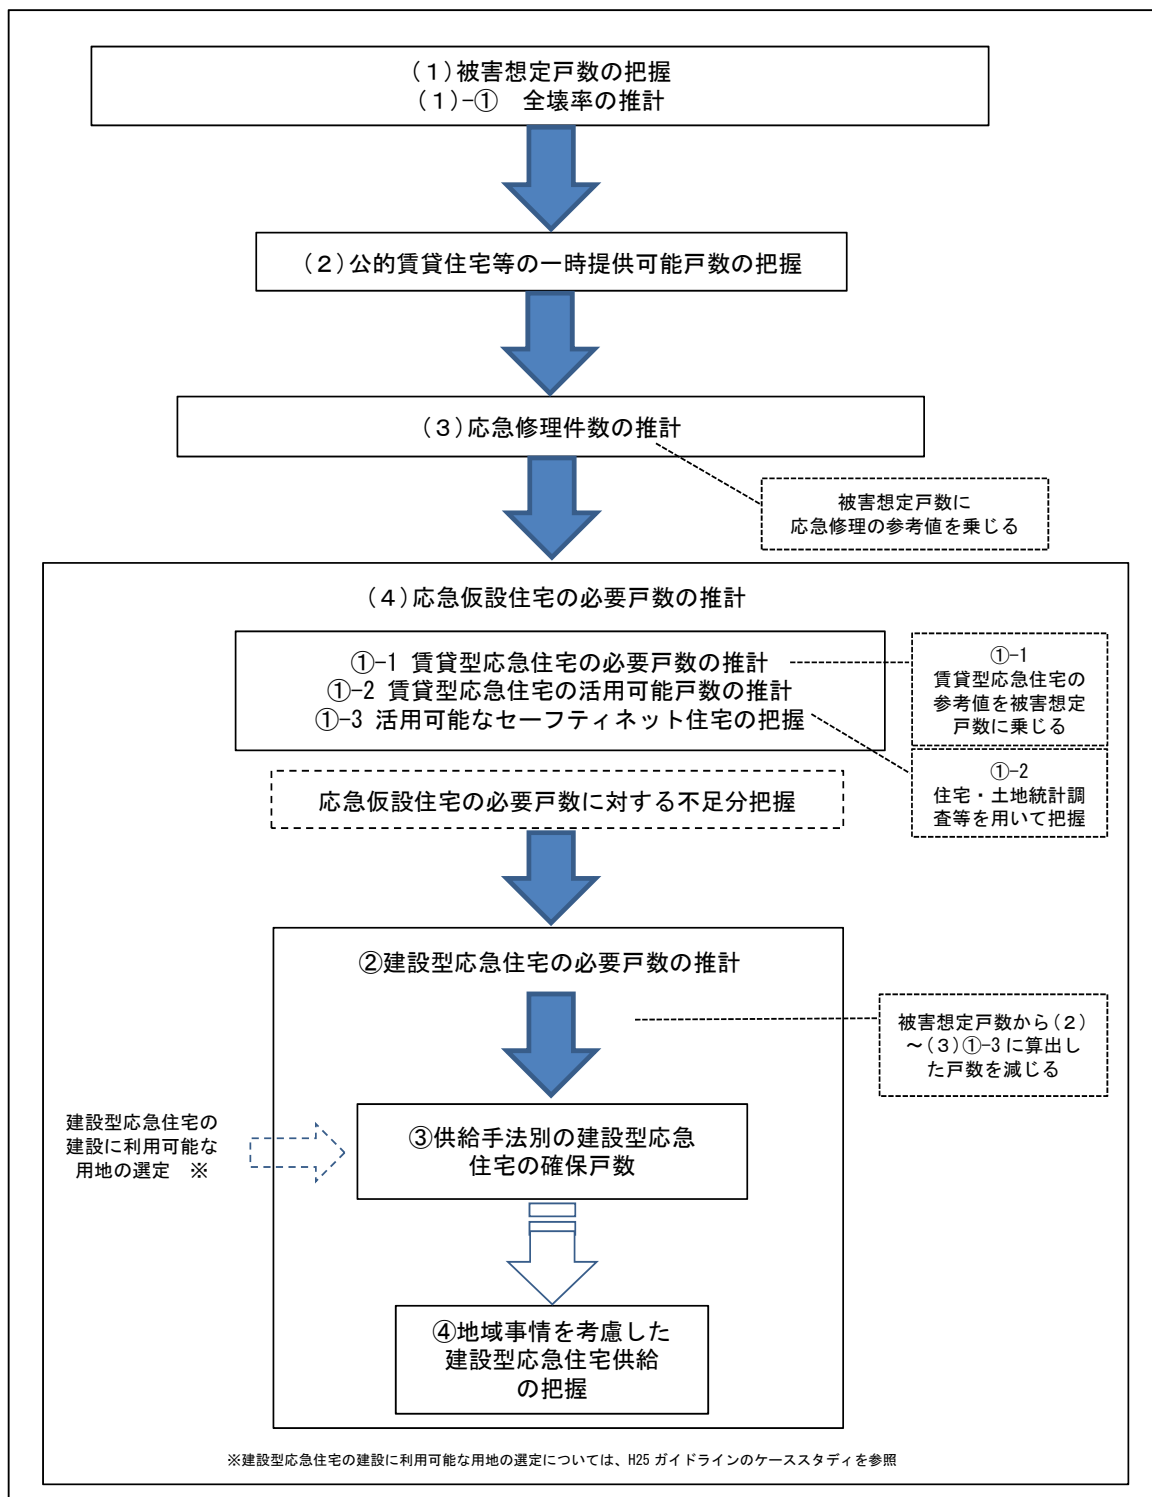 (1)被害想定戸数の把握
(1)-①　全壊率の推計
(2)公的賃貸住宅等の一時提供可能戸数の把握
(3)応急修理件数の推計
被害想定戸数に
応急修理の参考値を乗じる
(4)応急仮設住宅の必要戸数の推計
①-1 賃貸型応急住宅の必要戸数の推計
①-2 賃貸型応急住宅の活用可能戸数の推計
①-3 活用可能なセーフティネット住宅の把握
①-1
賃貸型応急住宅の
参考値を被害想定
戸数に乗じる
①-2
住宅・土地統計調
査等を用いて把握
応急仮設住宅の必要戸数に対する不足分把握
②建設型応急住宅の必要戸数の推計
被害想定戸数から(2)
～(3)①-3 に算出し
た戸数を減じる
建設型応急住宅の
建設に利用可能な
用地の選定　※
③供給手法別の建設型応急
住宅の確保戸数
④地域事情を考慮した
建設型応急住宅供給
の把握
※建設型応急住宅の建設に利用可能な用地の選定については、H25 ガイドラインのケーススタディを参照